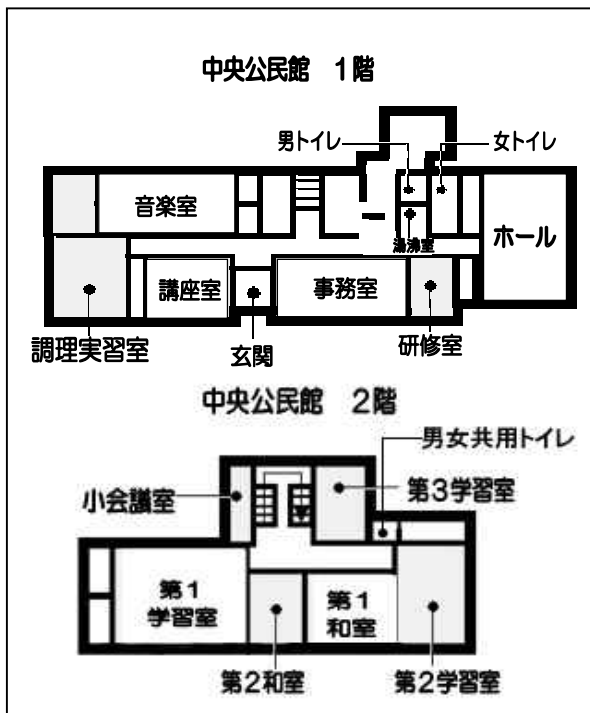 中央公民館 1階
男トイレ
女トイレ
音楽室
湯沸室
ホール
講座室
事務室
調理実習室
玄関
研修室
中央公民館 2階
男女共用トイレ
小会議室
第3学習室
第1
学習室
第1
和室
第2和室
第2学習室